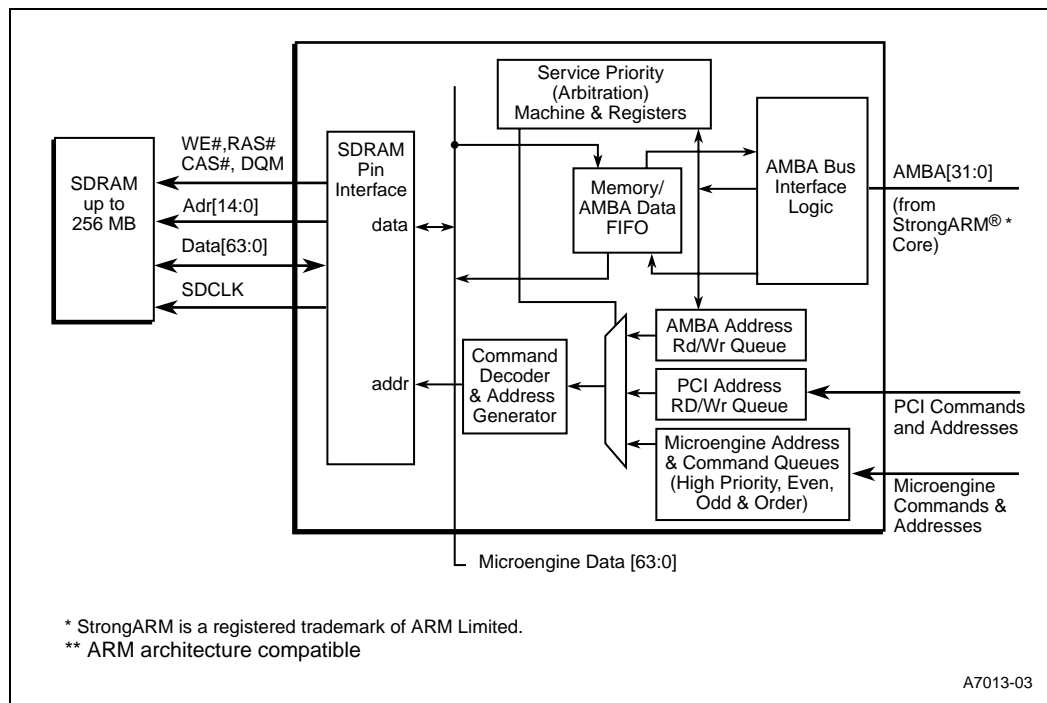 Service Priority
(Arbitration)
Machine & Registers
WE#,RAS#
CAS#, DQM
SDRAM
Pin
Interface
AMBA Bus
Interface
Logic
AMBA[31:0]
SDRAM
up to
256 MB
Memory/
AMBA Data
FIFO
(from
StrongARM® *
Core)
Adr[14:0]
data
Data[63:0]
SDCLK
AMBA Address
Rd/Wr Queue
Command
Decoder
& Address
Generator
addr
PCI Address
RD/Wr Queue
PCI Commands
and Addresses
Microengine Address
& Command Queues
(High Priority, Even,
Odd & Order)
Microengine
Commands &
Addresses
Microengine Data [63:0]
* StrongARM is a registered trademark of ARM Limited.
** ARM architecture compatible
A7013-03